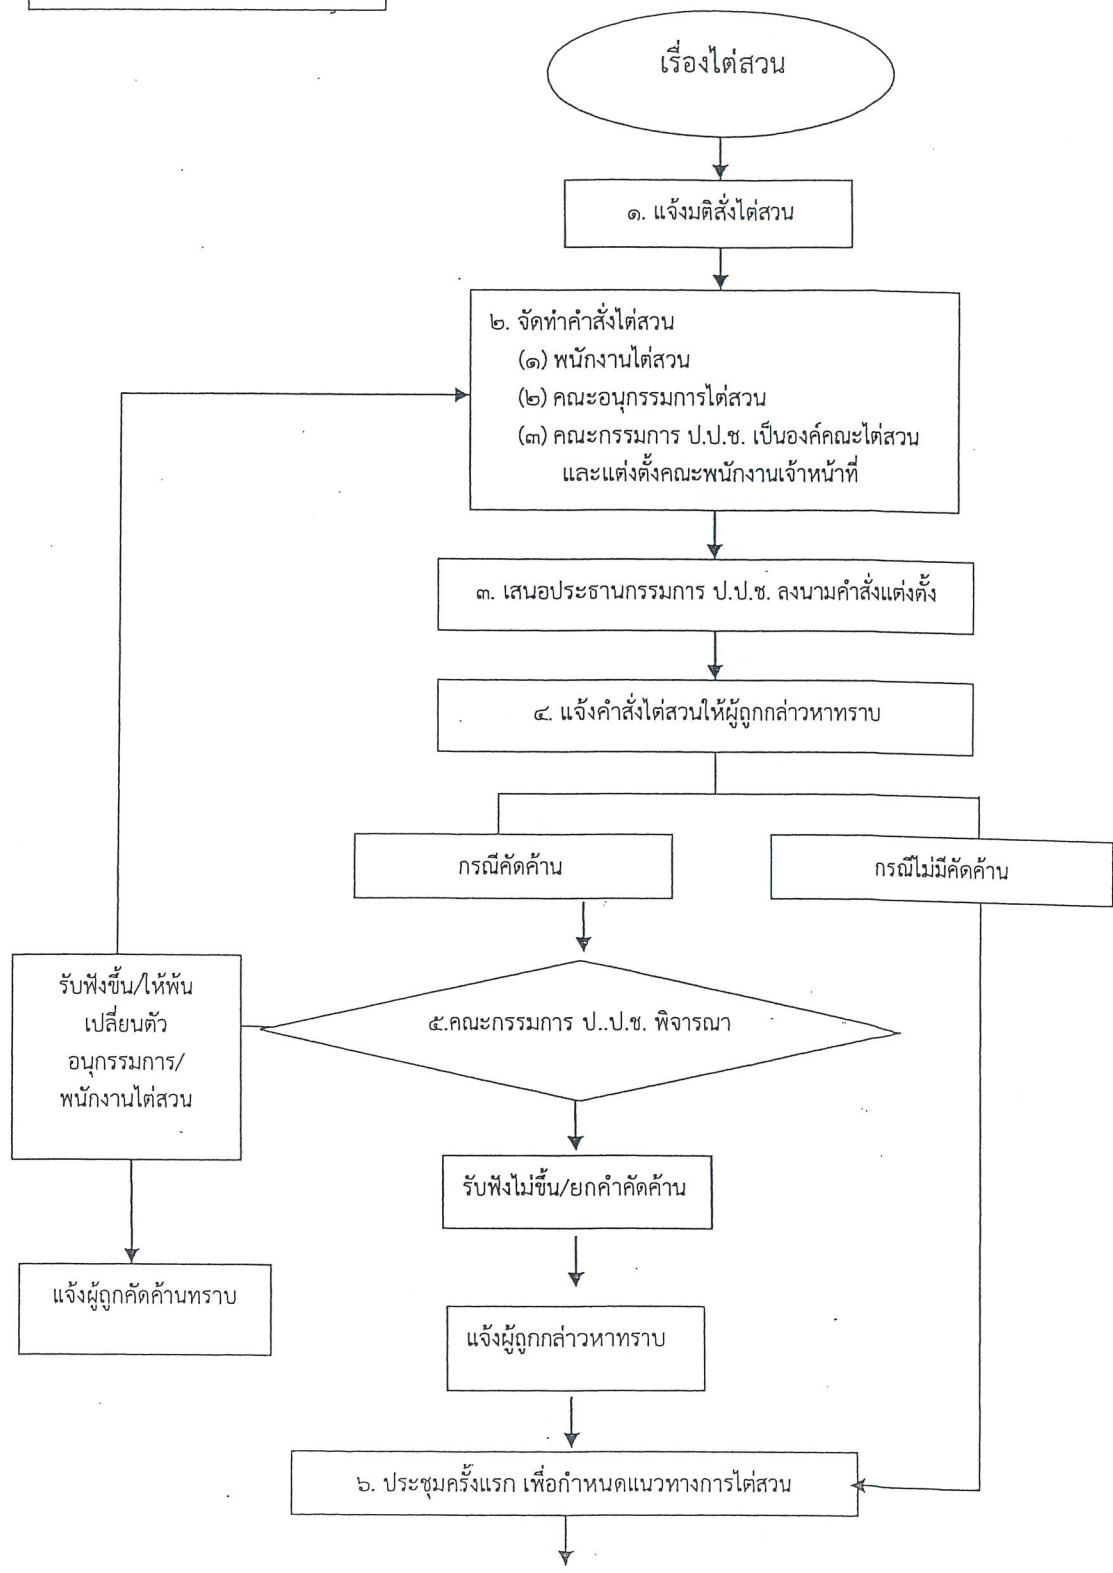 เรื่องไต่สวน
๑. แจ้งมติสั่งไต่สวน
๒. จัดทำคำสั่งไต่สวน
(๑) พนักงานไต่สวน
(๒) คณะอนุกรรมการไต่สวน
(๓) คณะกรรมการ ป.ป.ช. เป็นองค์คณะไต่สวน
และแต่งตั้งคณะพนักงานเจ้าหน้าที่
๓. เสนอประธานกรรมการ ป.ป.ช. ลงนามคำสั่งแต่งตั้ง
๔. แจ้งคำสั่งไต่สวนให้ผู้ถูกกล่าวหาทราบ
กรณีคัดค้าน
กรณีไม่มีคัดค้าน
๕.คณะกรรมการ ป..ป.ช. พิจารณา
รับฟังขึ้น/ให้พ้น
เปลี่ยนตัว
อนุกรรมการ/
พนักงานไต่สวน
รับฟังไม่ขึ้น/ยกคำคัดค้าน
แจ้งผู้ถูกคัดค้านทราบ
แจ้งผู้ถูกกล่าวหาทราบ
๖. ประชุมครั้งแรก เพื่อกำหนดแนวทางการไต่สวน